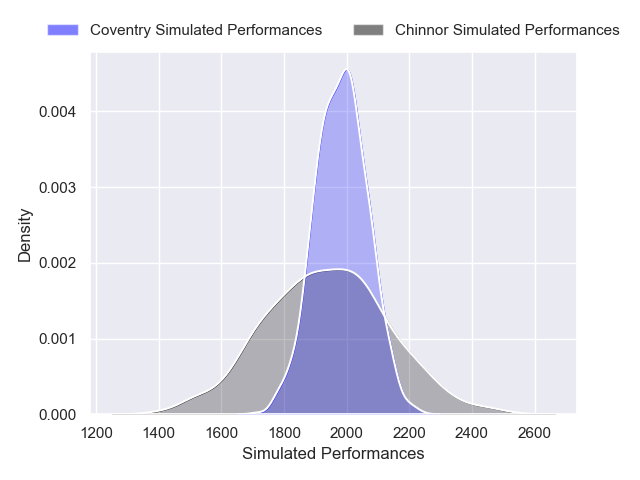 Coventry Simulated Performances Chinnor Simulated Performances
0.004
0.003
0.002
0.001
0.000
Density
1200 1400 1600 1800 2000 2200 2400 2600
Simulated Performances